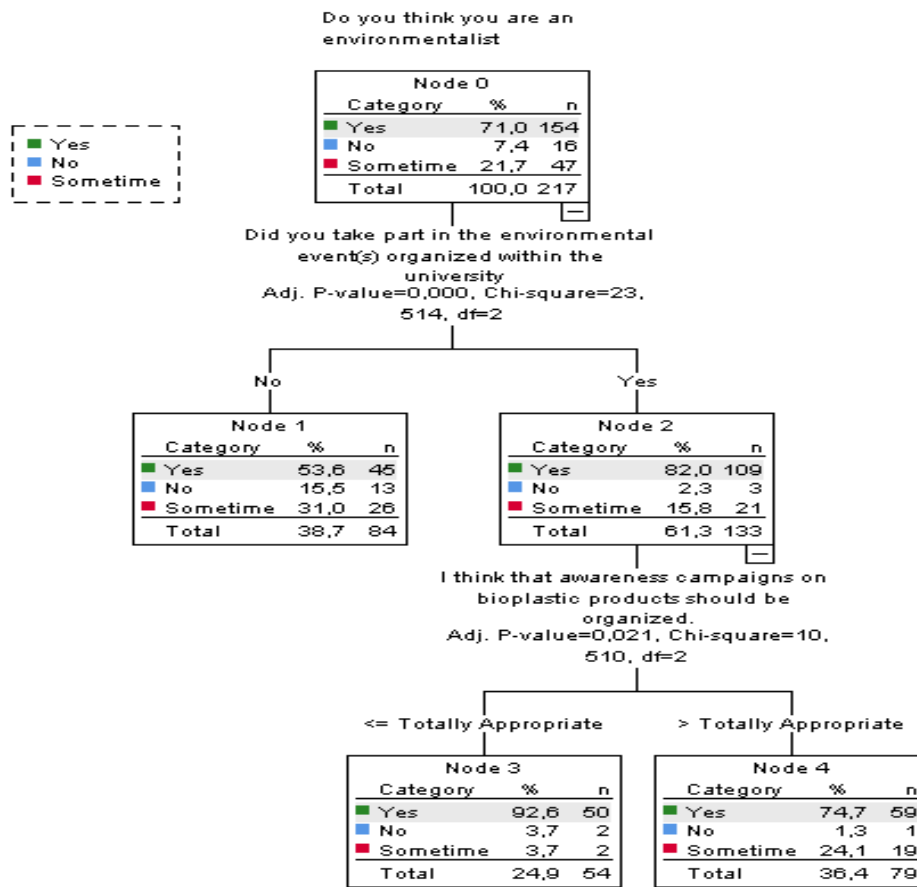 Do you think you are an
environmentalist
Yes
No
Sometime
Node 0
Category % n
Yes 71,0 154
No 7,4 16
Sometime 21,7 47
Total 100,0 217
Did you take part in the environmental
event(s) organized within the
university
Adj. P-value=0,000, Chi-square=23,
514, df=2
No
Yes
Node 1
Category % n
Yes 53,6 45
No 15,5 13
Sometime 31,0 26
Total 38,7 84
Node 2
Category % n
Yes 82,0 109
No 2,3 3
Sometime 15,8 21
Total 61,3 133
I think that awareness campaigns on
bioplastic products should be
organized.
Adj. P-value=0,021, Chi-square=10,
510, df=2
<= Totally Appropriate
> Totally Appropriate
Node 3
Category % n
Yes 92,6 50
No 3,7 2
Sometime 3,7 2
Total 24,9 54
Node 4
Category % n
Yes 74,7 59
No 1,3 1
Sometime 24,1 19
Total 36,4 79